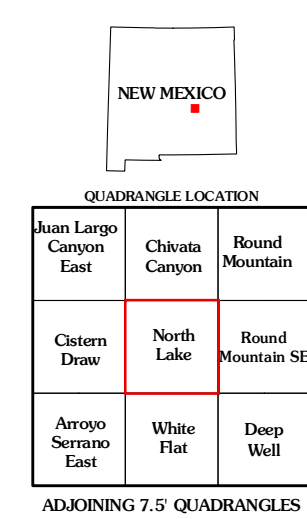 NEW MEXICO
QUADRANGLE LOCATION
Juan Largo
Canyon
East
Chivata
Canyon
Round
Mountain
Cistern
Draw
North
Lake
Round
Mountain SE
Arroyo
Serrano
East
White
Flat
Deep
Well
ADJOINING 7.5' QUADRANGLES